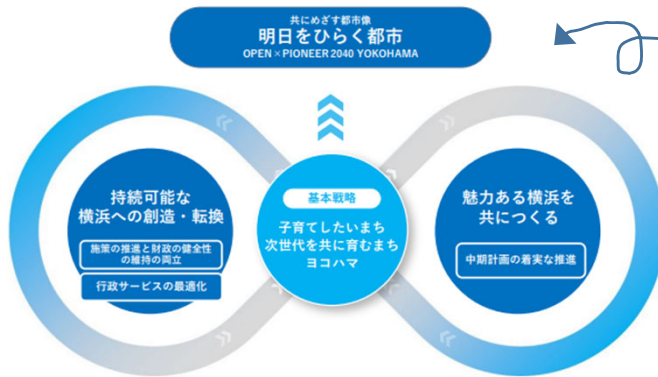 共にめざす都市像
明日をひらく都市
OPEN×PIONEER 2040 YOKOHAMA
持続可能な
横浜への創造・転換
施策の推進と財政の健全性
の維持の両立
行政サービスの最適化
基本戦略
子育てしたいまち
次世代を共に育むまち
ヨコハマ
魅力ある横浜を
共につくる
中期計画の着実な推進